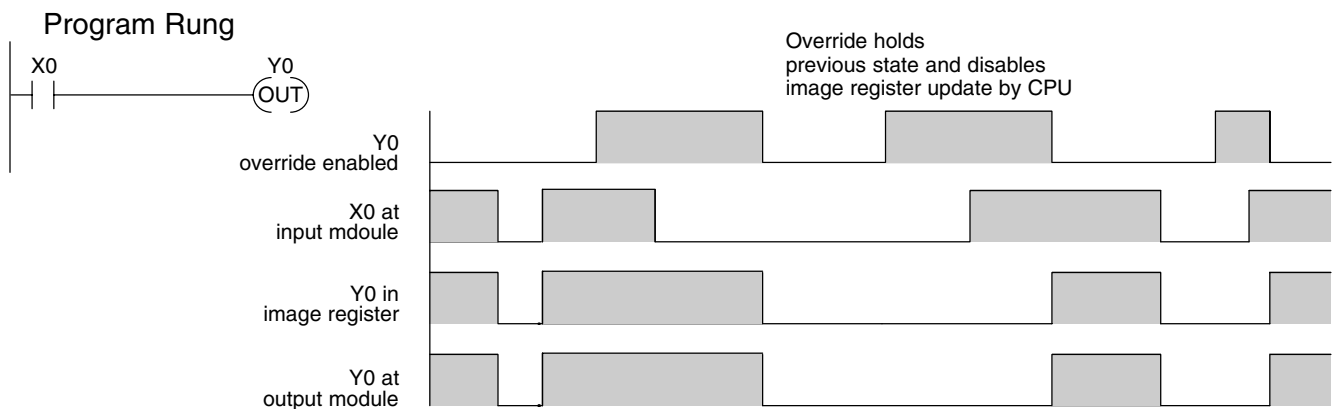 Program Rung
X0 Y0
OUT
Override holds
previous state and disables
image register update by CPU
Y0
override enabled
X0 at
input mdoule
Y0 in
image register
Y0 at
output module